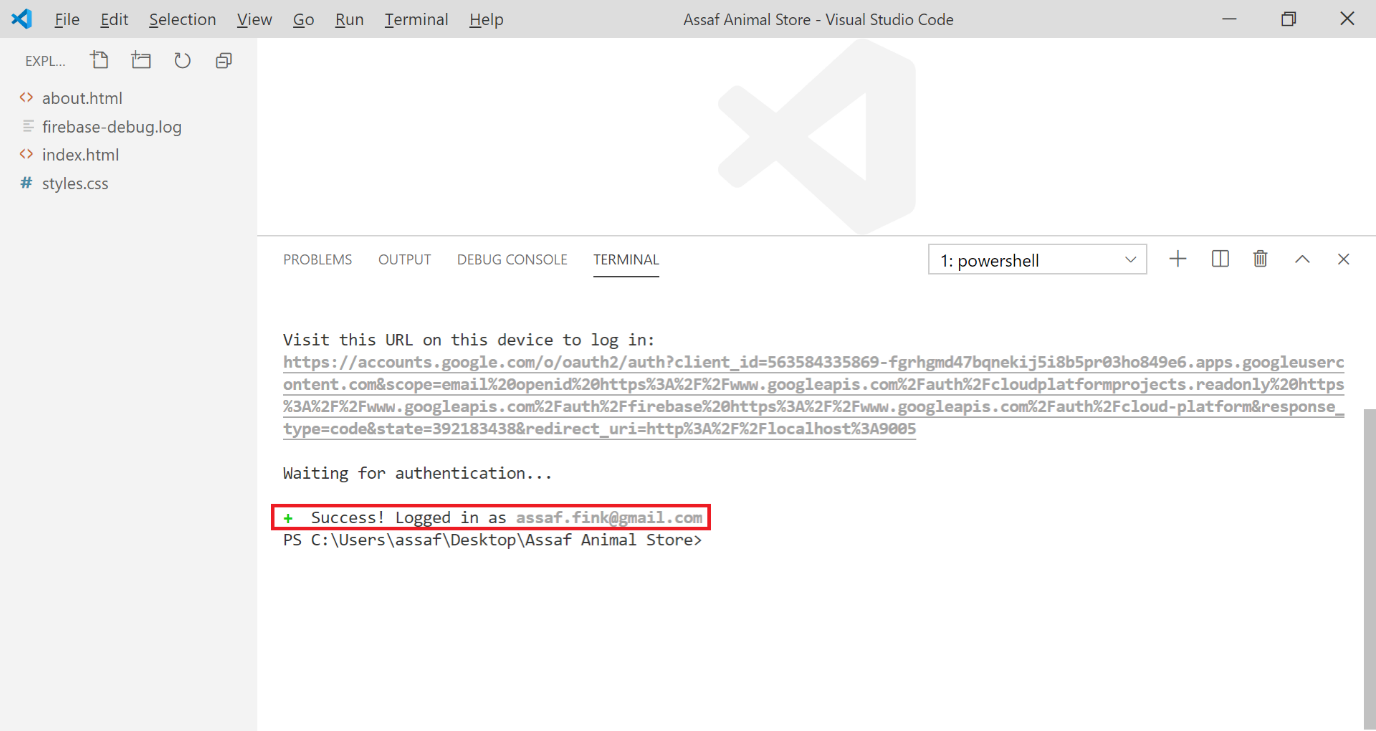 File Edit Selection View Go Run Terminal Help Assaf Animal Store - Visual Studio Code
EXPL...
about.html
firebase-debug.log
index.html
# styles.css
PROBLEMS OUTPUT DEBUG CONSOLE TERMINAL 1: powershell
Visit this URL on this device to log in:
https://accounts.google.com/o/oauth2/auth?client_id=563584335869-fgrhgmd47bqnekij5i8b5pr03ho849e6.apps.googleuserc
ontent.com&scope=email%20openid%20https%3A%2F%2Fwww.googleapis.com%2Fauth%2Fcloudplatformprojects.readonly%20https
%3A%2F%2Fwww.googleapis.com%2Fauth%2Ffirebase%20https%3A%2F%2Fwww.googleapis.com%2Fauth%2Fcloud-platform&response_
type=code&state=392183438&redirect_uri=http%3A%2F%2Flocalhost%3A9005
Waiting for authentication...
+ Success! Logged in as assaf.fink@gmail.com
PS C:\Users\assaf\Desktop\Assaf Animal Store>